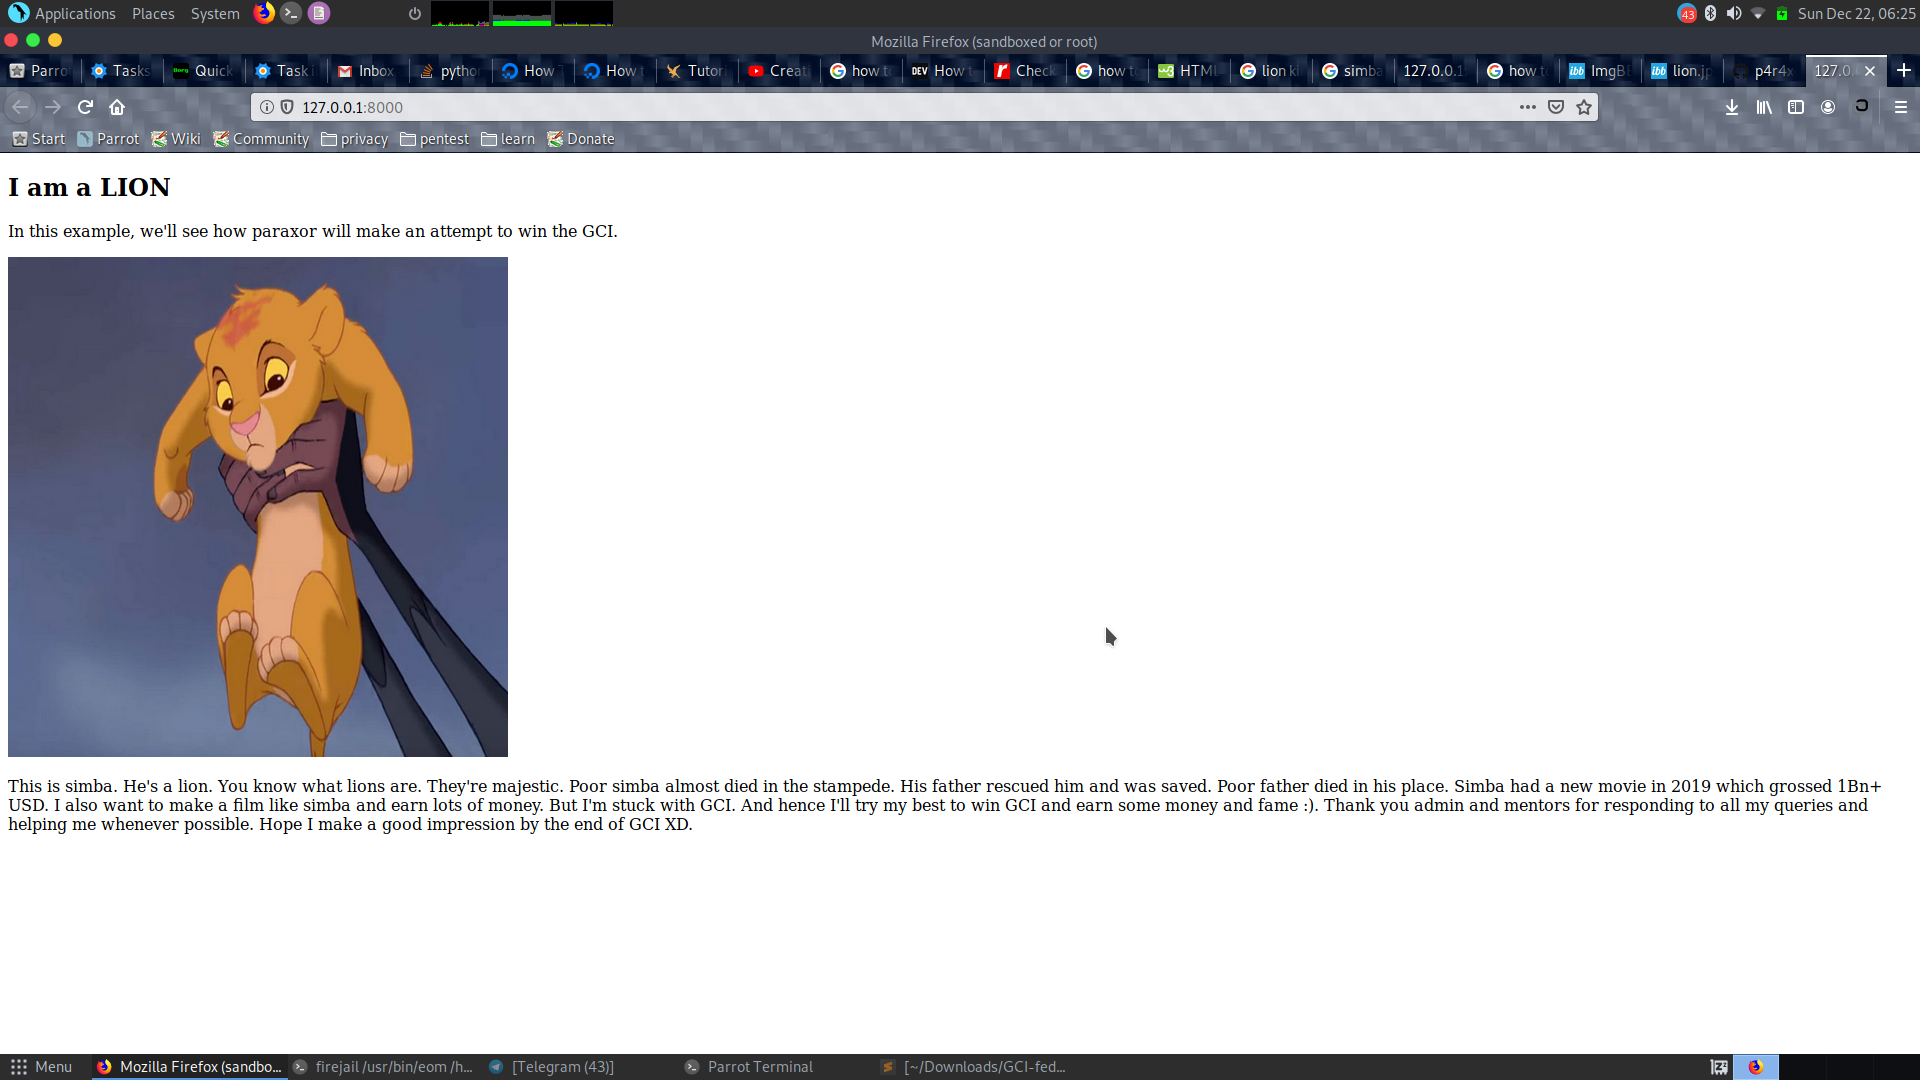 Applications Places System Sun Dec 22, 06:25
43
Mozilla Firefox (sandboxed or root)
Parro Tasks Quick Task i Inbox pytho How T How t Tutor Creat how to DEV How t Check how to HTML lion ki simba 127.0.0.1 how to ImgB lion.jp p4r4x 127.0.
127.0.0.1:8000
Start Parrot Wiki Community privacy pentest learn Donate
I am a LION
In this example, we'll see how paraxor will make an attempt to win the GCI.
This is simba. He's a lion. You know what lions are. They're majestic. Poor simba almost died in the stampede. His father rescued him and was saved. Poor father died in his place. Simba had a new movie in 2019 which grossed 1Bn+
USD. I also want to make a film like simba and earn lots of money. But I'm stuck with GCI. And hence I'll try my best to win GCI and earn some money and fame :). Thank you admin and mentors for responding to all my queries and
helping me whenever possible. Hope I make a good impression by the end of GCI XD.
Menu Mozilla Firefox (sandbo... firejail /usr/bin/eom /h... [Telegram (43)] Parrot Terminal [~/Downloads/GCI-fed...